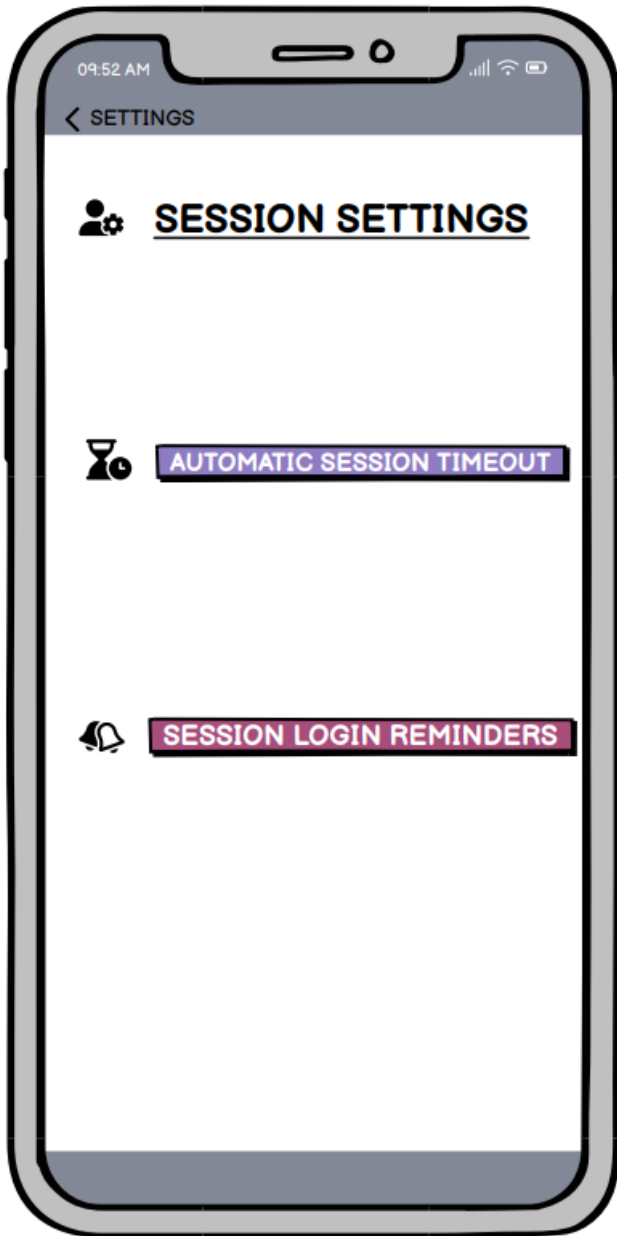 09:52 AM
SETTINGS
SESSION SETTINGS
AUTOMATIC SESSION TIMEOUT
SESSION LOGIN REMINDERS